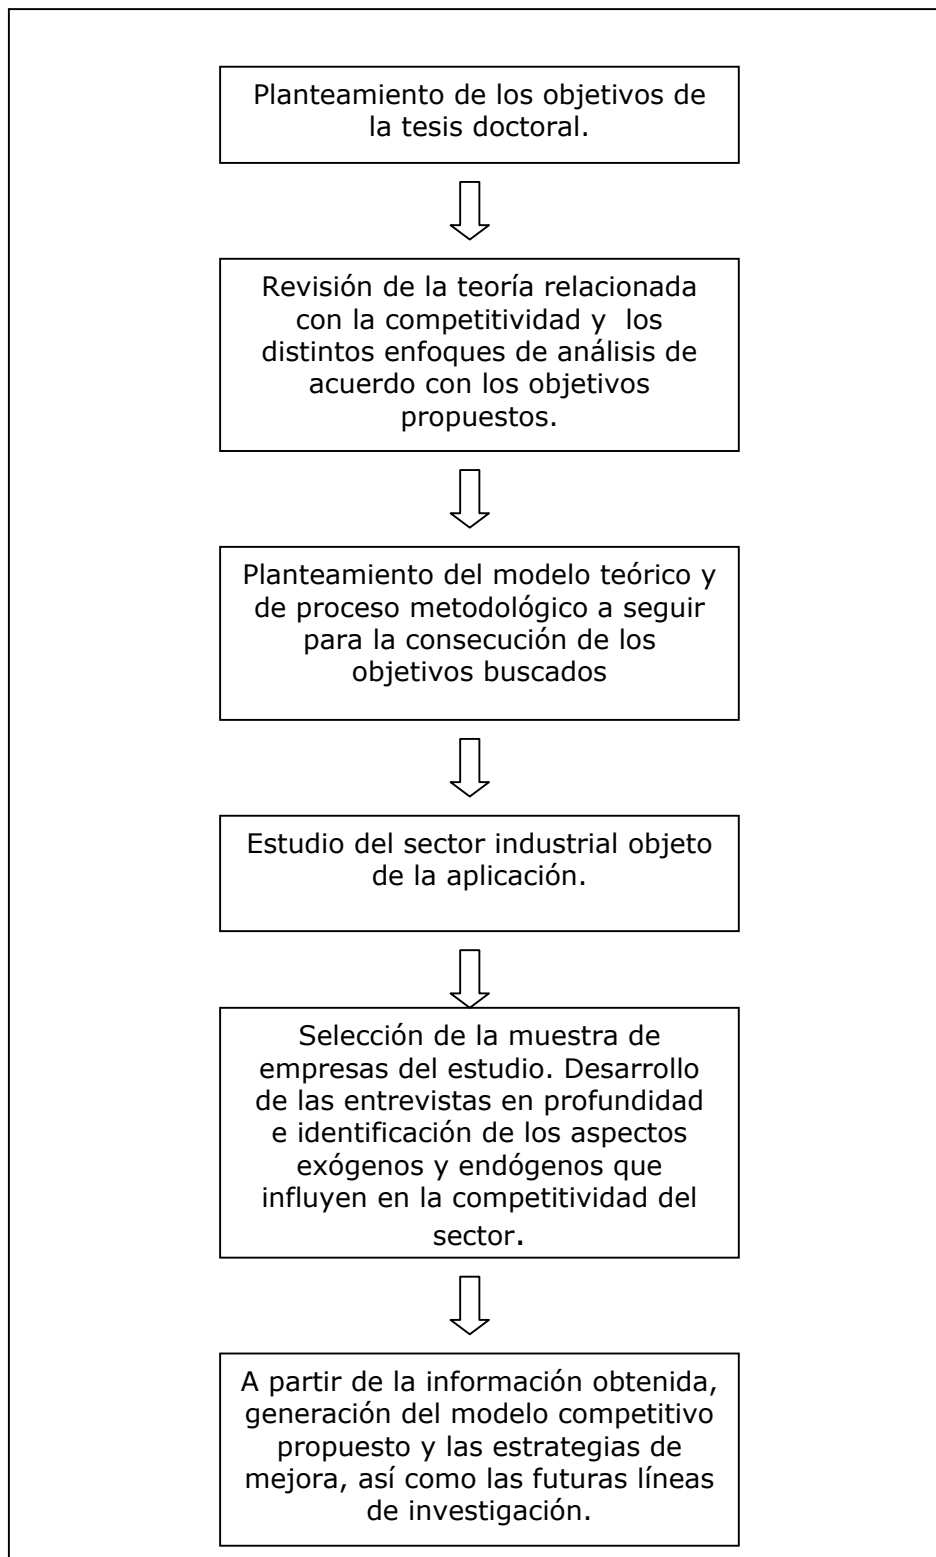 Planteamiento de los objetivos de
la tesis doctoral.
Revisión de la teoría relacionada
con la competitividad y  los
distintos enfoques de análisis de
acuerdo con los objetivos
propuestos.
Planteamiento del modelo teórico y
de proceso metodológico a seguir
para la consecución de los
objetivos buscados
Estudio del sector industrial objeto
de la aplicación.
Selección de la muestra de
empresas del estudio. Desarrollo
de las entrevistas en profundidad
e identificación de los aspectos
exógenos y endógenos que
influyen en la competitividad del
sector.
A partir de la información obtenida,
generación del modelo competitivo
propuesto y las estrategias de
mejora, así como las futuras líneas
de investigación.